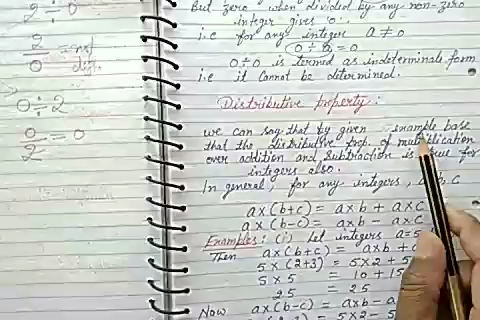 2 ÷ 0
2/0 = not
def.
0 ÷ 2
0/2 = 0
But zero when divided by any non-zero
integer gives '0'.
i.e for any integer a ≠ 0
0 ÷ a = 0
0 ÷ 0 is termed as indeterminate form
i.e it cannot be determined.
Distributive property:
we can say that by given example base
that the distributive prop. of multiplication
over addition and subtraction is true for
integers also.
In general, for any integers, a, b, c
a×(b+c) = a×b + a×c
a×(b-c) = a×b - a×c
Examples: (i) Let integers a=5
Then a×(b+c) = a×b +
5×(2+3) = 5×2 + 5
5×5 = 10 + 15
25 = 25
Now a×(b-c) = a×b - a
= 5×2 - 5